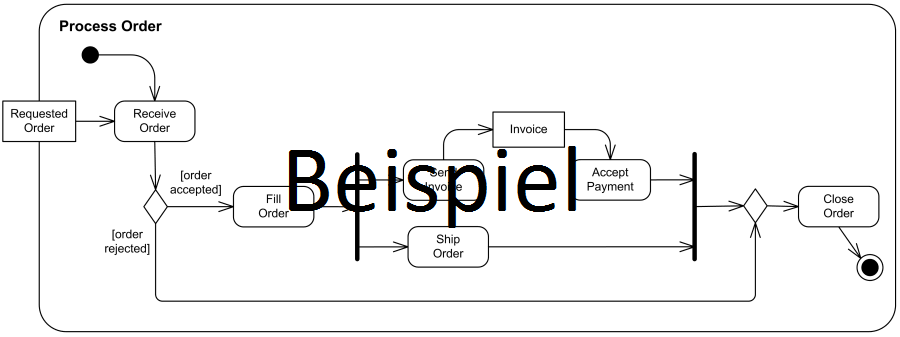 Process Order
Requested
Order
Receive
Order
[order
accepted]
[order
rejected]
Fill
Order
Send
Invoice
Invoice
Accept
Payment
Ship
Order
Close
Order
Beispiel